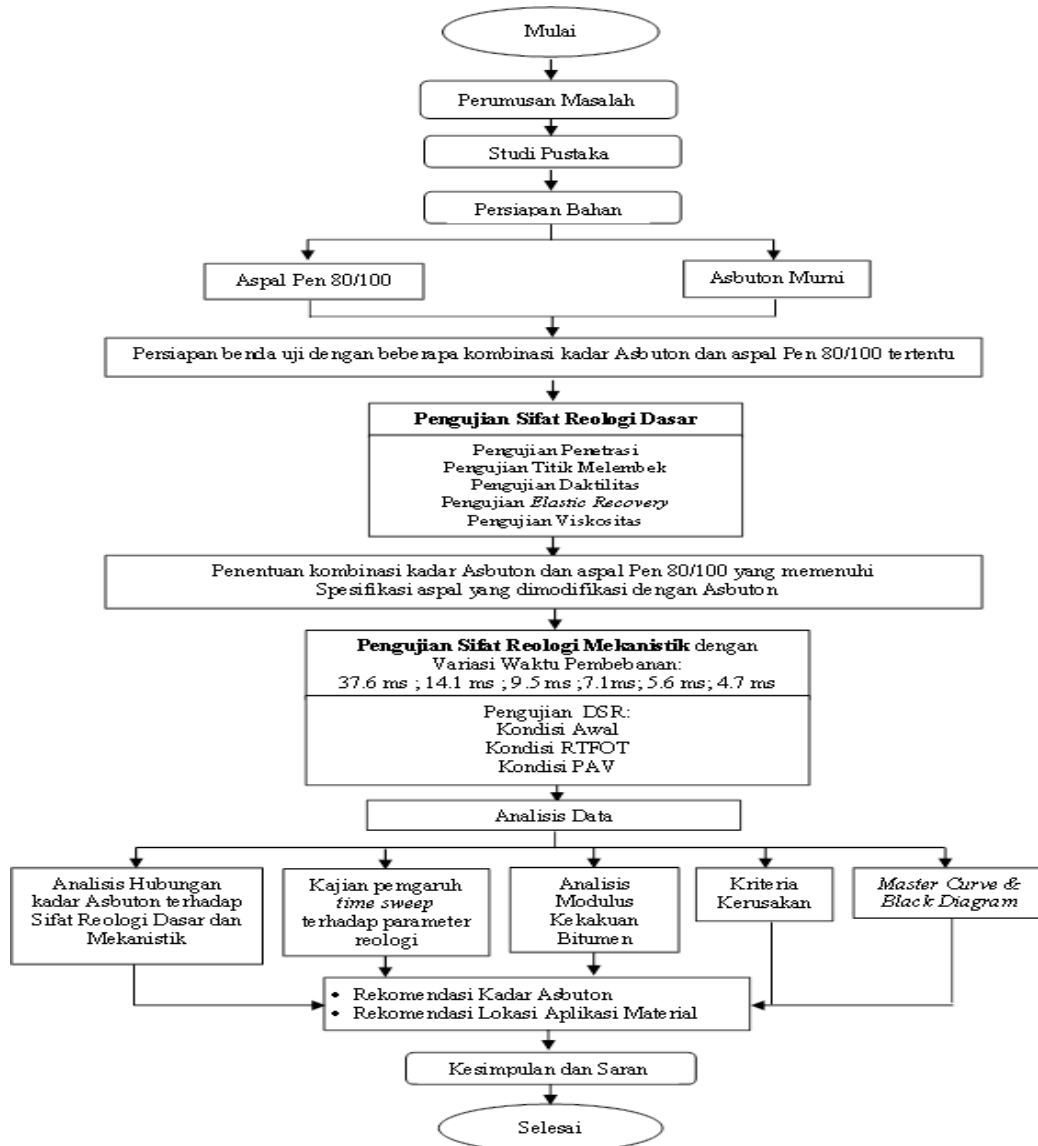 Mulai
Perumusan Masalah
Studi Pustaka
Persiapan Bahan
Aspal Pen 80/100
Asbuton Murni
Persiapan benda uji dengan beberapa kombinasi kadar Asbuton dan aspal Pen 80/100 tertentu
Pengujian Sifat Reologi Dasar
Pengujian Penetrasi
Pengujian Titik Melembek
Pengujian Daktilitas
Pengujian Elastic Recovery
Pengujian Viskositas
Penentuan kombinasi kadar Asbuton dan aspal Pen 80/100 yang memenuhi
Spesifikasi aspal yang dimodifikasi dengan Asbuton
Pengujian Sifat Reologi Mekanistik dengan
Variasi Waktu Pembebanan:
37.6 ms ; 14.1 ms ; 9.5 ms ;7.1ms; 5.6 ms; 4.7 ms
Pengujian DSR:
Kondisi Awal
Kondisi RTFOT
Kondisi PAV
Analisis Data
Analisis Hubungan
kadar Asbuton terhadap
Sifat Reologi Dasar dan
Mekanistik
Kajian pemgaruh
time sweep
terhadap parameter
reologi
Analisis
Modulus
Kekakuan
Bitumen
Kriteria
Kerusakan
Master Curve &
Black Diagram
• Rekomendasi Kadar Asbuton
• Rekomendasi Lokasi Aplikasi Material
Kesimpulan dan Saran
Selesai